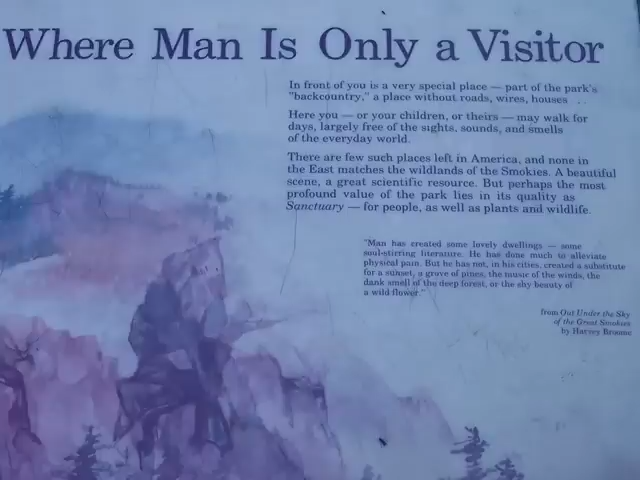 Where Man Is Only a Visitor
In front of you is a very special place — part of the park's
"backcountry," a place without roads, wires, houses . . .
Here you — or your children, or theirs — may walk for
days, largely free of the sights, sounds, and smells
of the everyday world.
There are few such places left in America, and none in
the East matches the wildlands of the Smokies. A beautiful
scene, a great scientific resource. But perhaps the most
profound value of the park lies in its quality as
Sanctuary — for people, as well as plants and wildlife.
"Man has created some lovely dwellings — some
soul-stirring literature. He has done much to alleviate
physical pain. But he has not, in his cities, created a substitute
for a sunset, a grove of pines, the music of the winds, the
dank smell of the deep forest, or the shy beauty of
a wild flower."
from Out Under the Sky
of the Great Smokies
by Harvey Broome